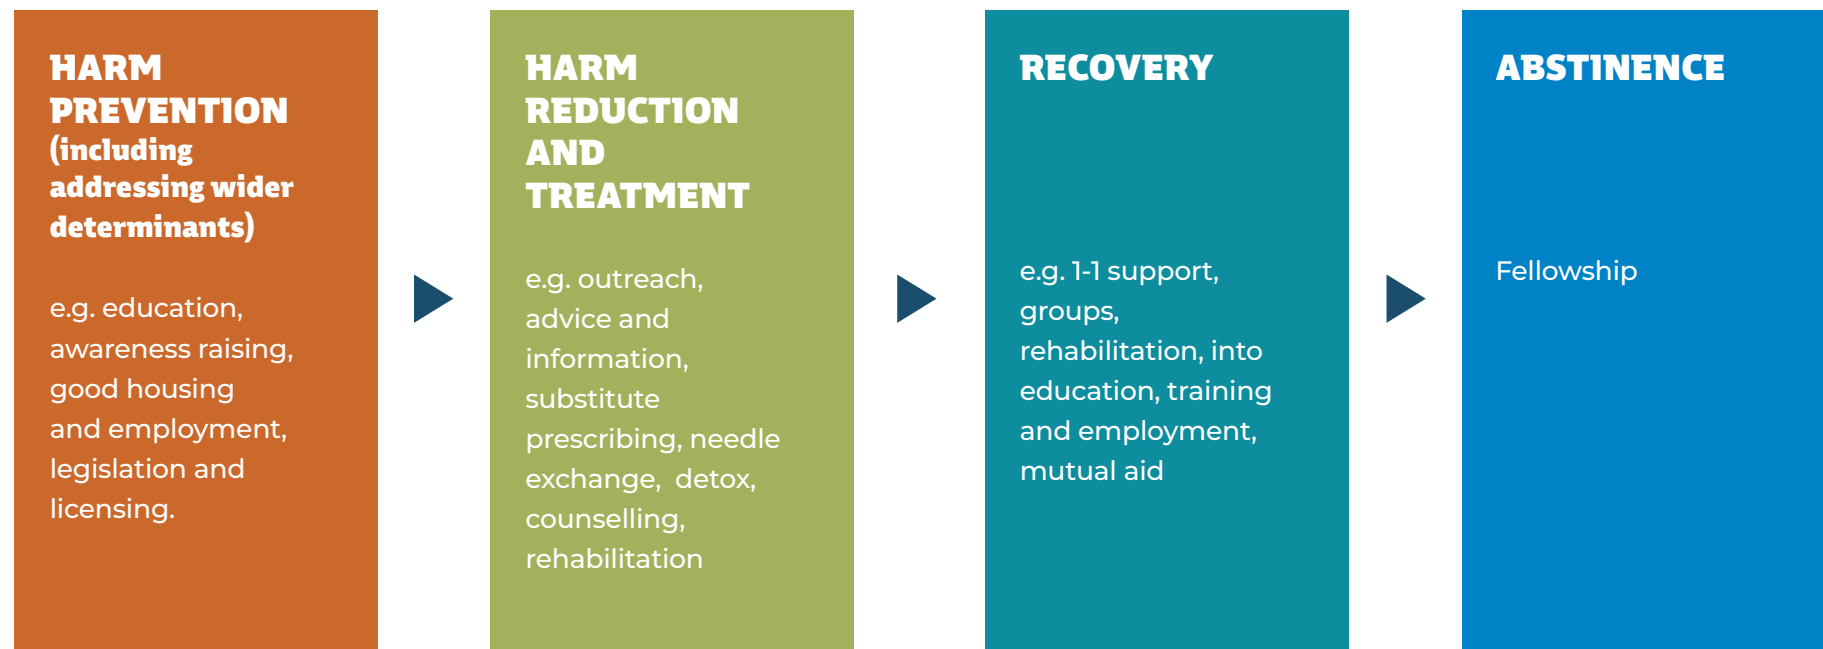 HARM
PREVENTION
(including
addressing wider
determinants)
e.g. education,
awareness raising,
good housing
and employment,
legislation and
licensing.
HARM
REDUCTION
AND
TREATMENT
e.g. outreach,
advice and
information,
substitute
prescribing, needle
exchange,  detox,
counselling,
rehabilitation
RECOVERY
e.g. 1-1 support,
groups,
rehabilitation, into
education, training
and employment,
mutual aid
ABSTINENCE
Fellowship